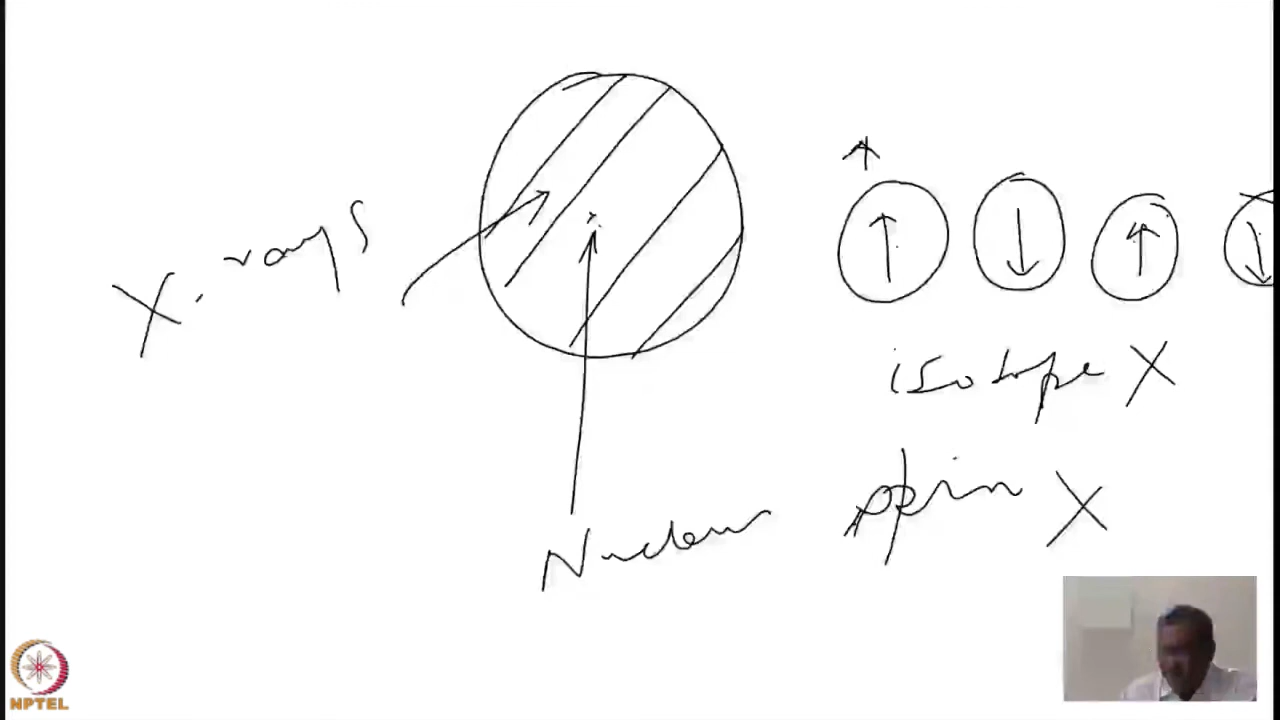 X-rays
isotope X
spin X
Nucleus
NPTEL